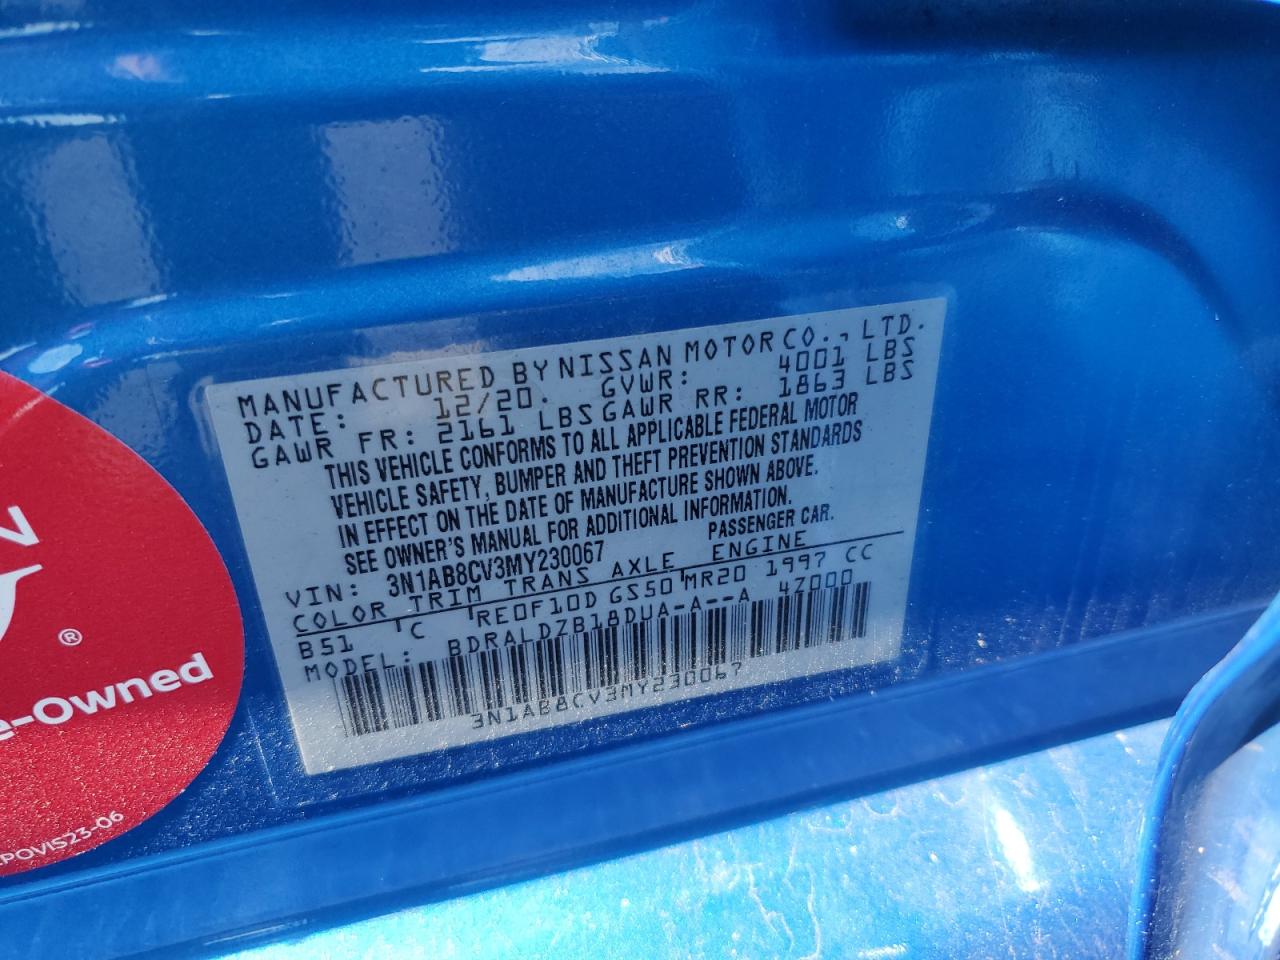 MANUFACTURED BY NISSAN MOTOR CO., LTD.
DATE: 12/20. GVWR: 4001 LBS
GAWR FR: 2161 LBS GAWR RR: 1863 LBS
THIS VEHICLE CONFORMS TO ALL APPLICABLE FEDERAL MOTOR
VEHICLE SAFETY, BUMPER AND THEFT PREVENTION STANDARDS
IN EFFECT ON THE DATE OF MANUFACTURE SHOWN ABOVE.
SEE OWNER'S MANUAL FOR ADDITIONAL INFORMATION.
VIN: 3N1AB8CV3MY230067 PASSENGER CAR.
COLOR TRIM TRANS AXLE ENGINE
B51 C RE0F10D GS50 MR20 1997 CC
MODEL: BDRALDZB18DUA-A--A 4Z000
3N1AB8CV3MY230067
N
®
e-Owned
POVIS23-06